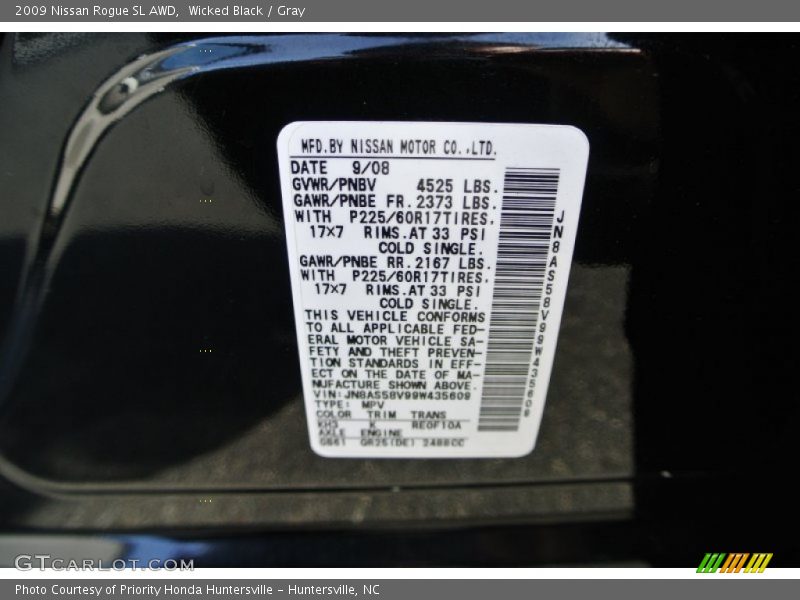 2009 Nissan Rogue SL AWD,  Wicked Black / Gray
MFD.BY NISSAN MOTOR CO.,LTD.
DATE 9/08
GVWR/PNBV 4525 LBS.
GAWR/PNBE FR. 2373 LBS.
WITH P225/60R17TIRES.
17×7 RIMS.AT 33 PSI
COLD SINGLE.
GAWR/PNBE RR. 2167 LBS.
WITH P225/60R17TIRES.
17×7 RIMS.AT 33 PSI
COLD SINGLE.
THIS VEHICLE CONFORMS
TO ALL APPLICABLE FED-
ERAL MOTOR VEHICLE SA-
FETY AND THEFT PREVEN-
TION STANDARDS IN EFF-
ECT ON THE DATE OF MA-
NUFACTURE SHOWN ABOVE.
VIN:JN8AS58V99W435609
TYPE: MPV
COLOR TRIM TRANS
KH3 K RE0F10A
AXLE ENGINE
GB61 QR25(DE) 2488CC
JN8AS58V99W435609
GTCARLOT.COM
Photo Courtesy of Priority Honda Huntersville – Huntersville, NC